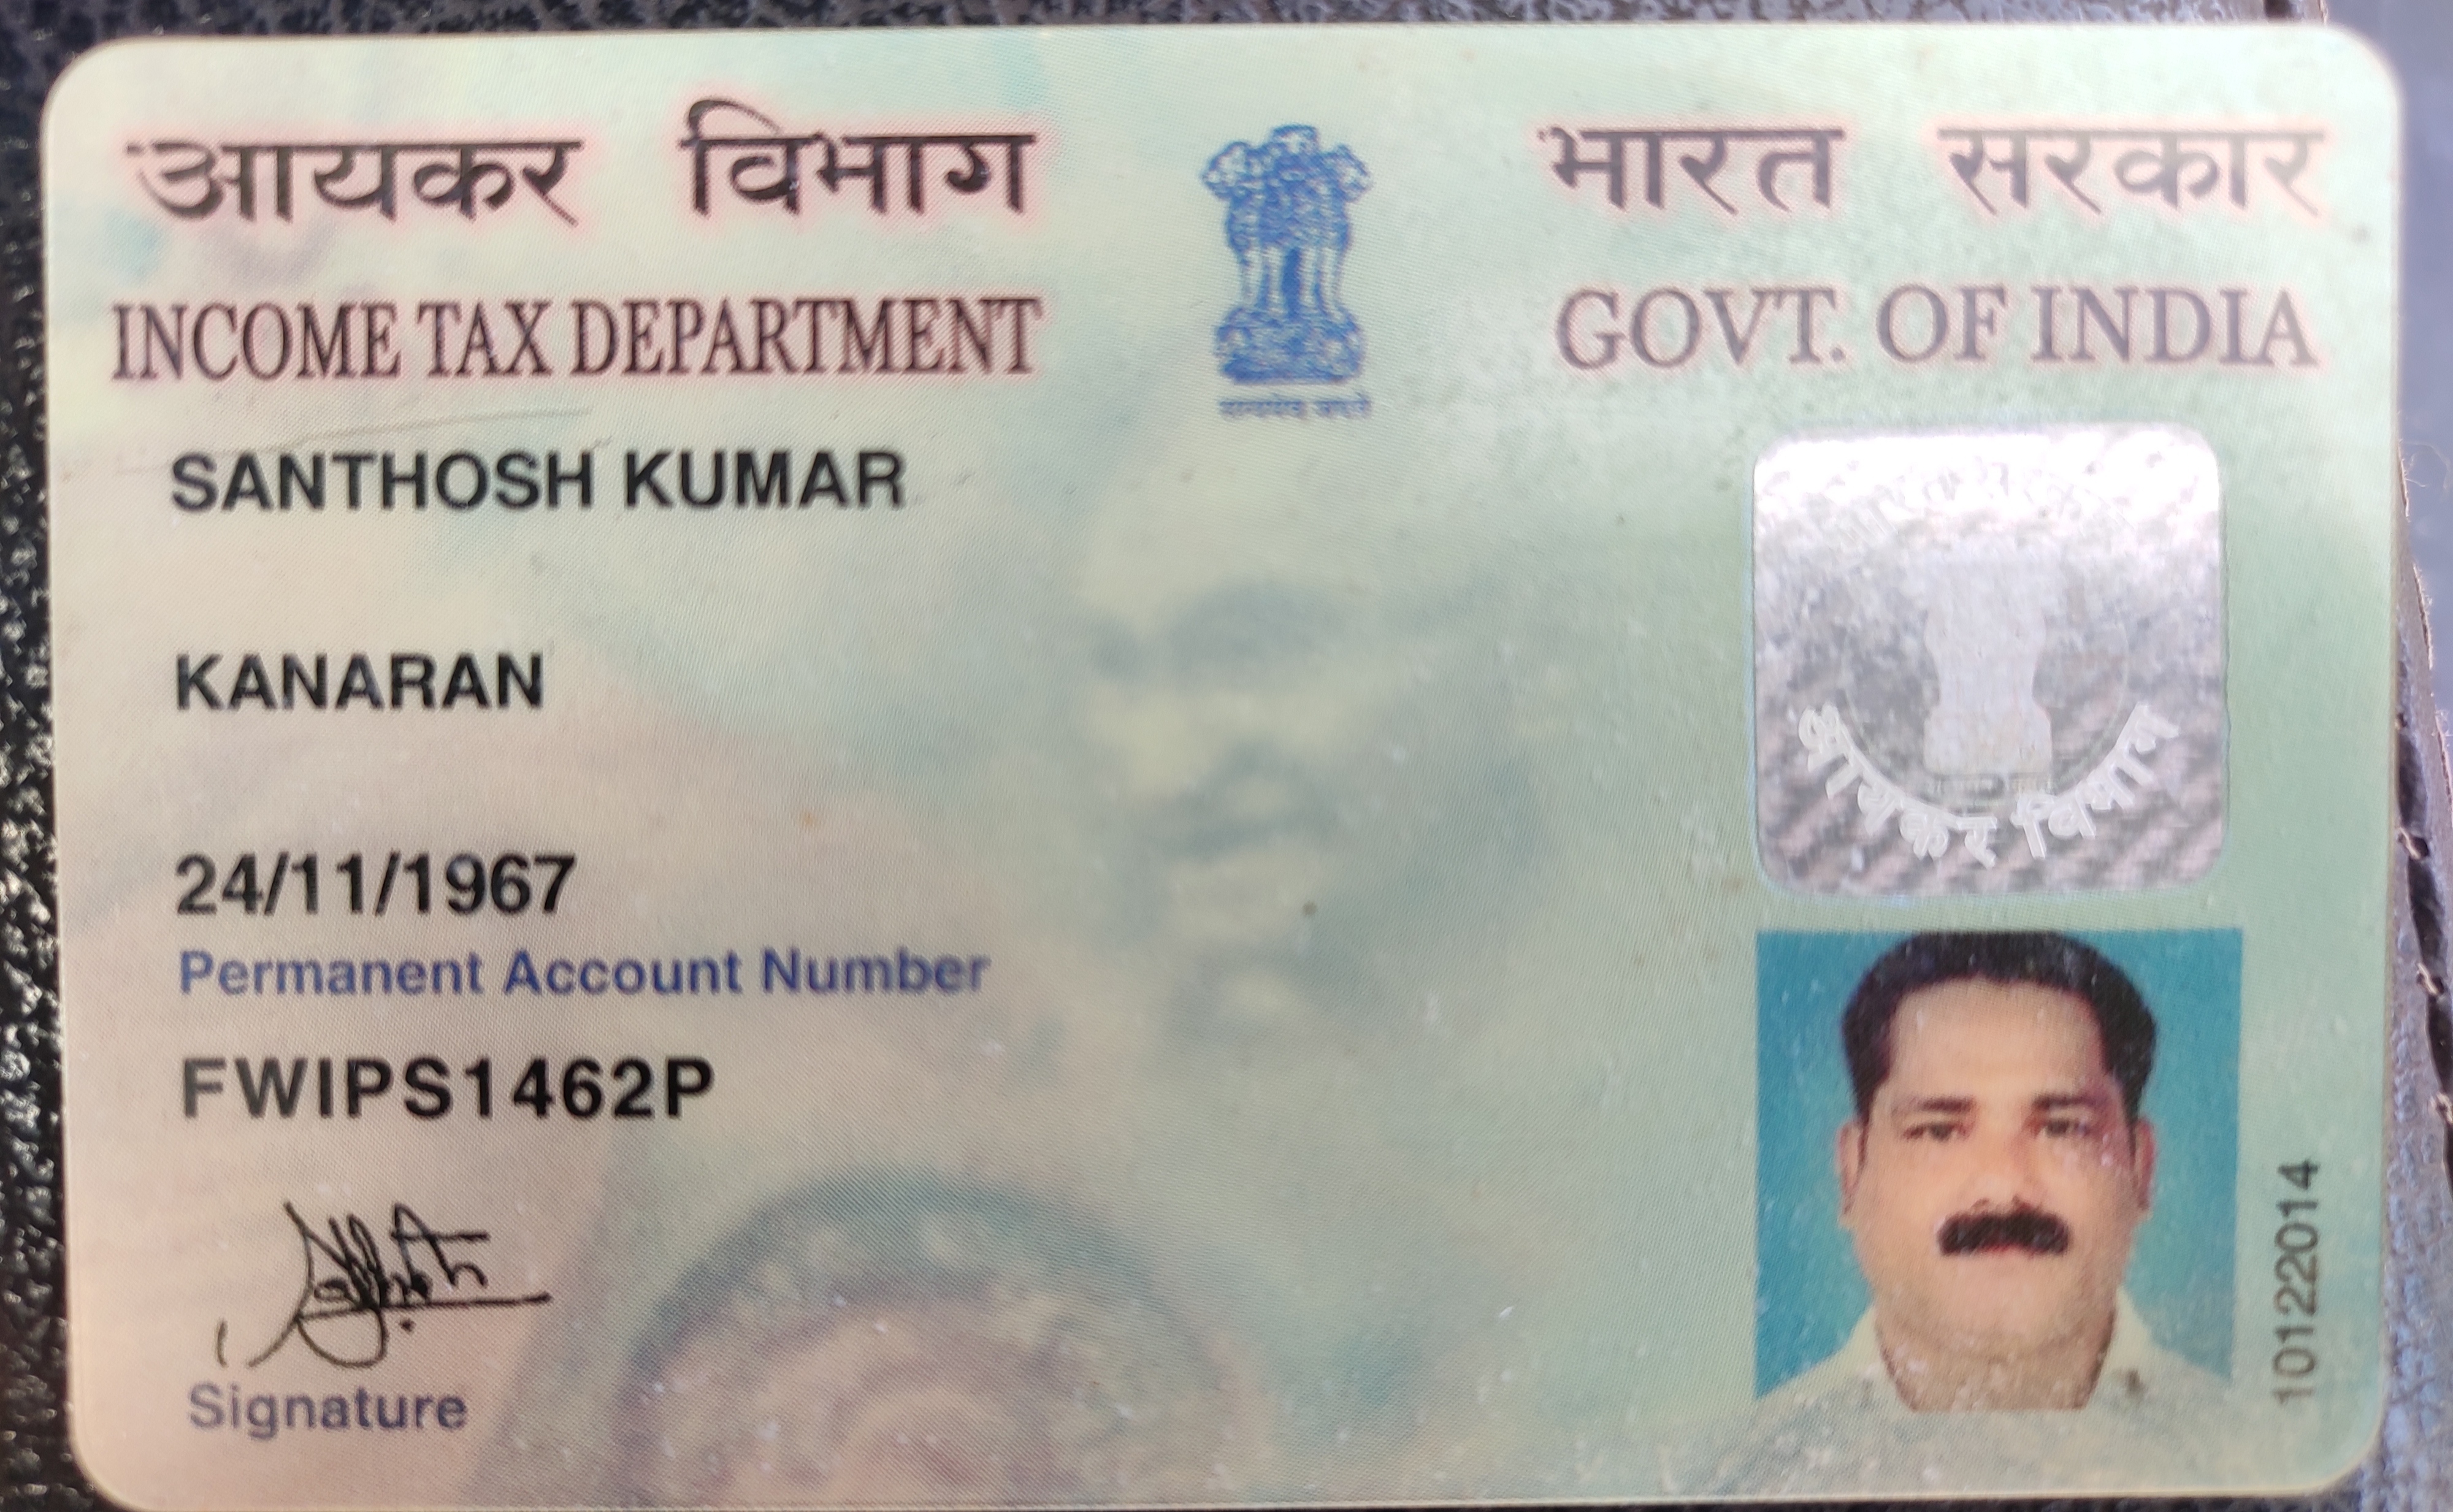 आयकर विभाग
INCOME TAX DEPARTMENT
भारत सरकार
GOVT. OF INDIA
सत्यमेव जयते
SANTHOSH KUMAR
KANARAN
24/11/1967
Permanent Account Number
FWIPS1462P
Signature
आयकर विभाग
10122014